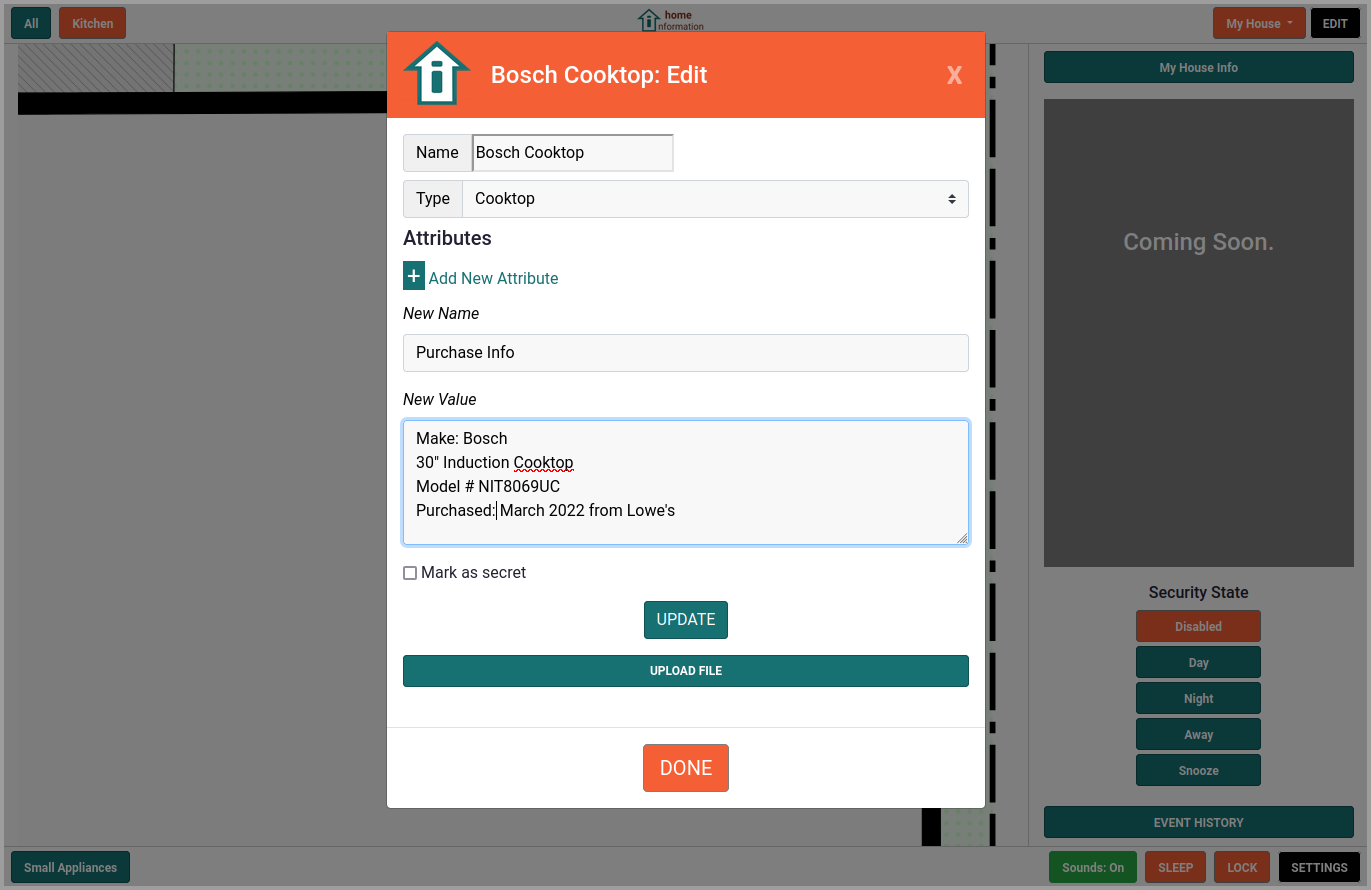 All
Kitchen
home
information
My House
EDIT
Bosch Cooktop: Edit
X
Name
Bosch Cooktop
Type
Cooktop
Attributes
+ Add New Attribute
New Name
Purchase Info
New Value
Make: Bosch
30" Induction Cooktop
Model # NIT8069UC
Purchased: March 2022 from Lowe's
Mark as secret
UPDATE
UPLOAD FILE
DONE
My House Info
Coming Soon.
Security State
Disabled
Day
Night
Away
Snooze
EVENT HISTORY
Small Appliances
Sounds: On
SLEEP
LOCK
SETTINGS